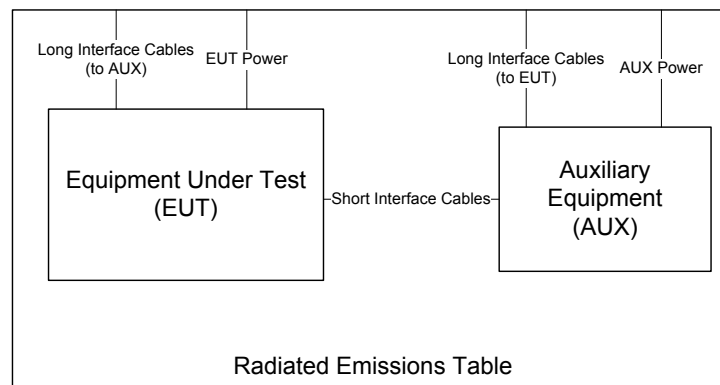 Long Interface Cables
(to AUX)
EUT Power
Long Interface Cables
(to EUT)
AUX Power
Equipment Under Test
(EUT)
Short Interface Cables
Auxiliary
Equipment
(AUX)
Radiated Emissions Table